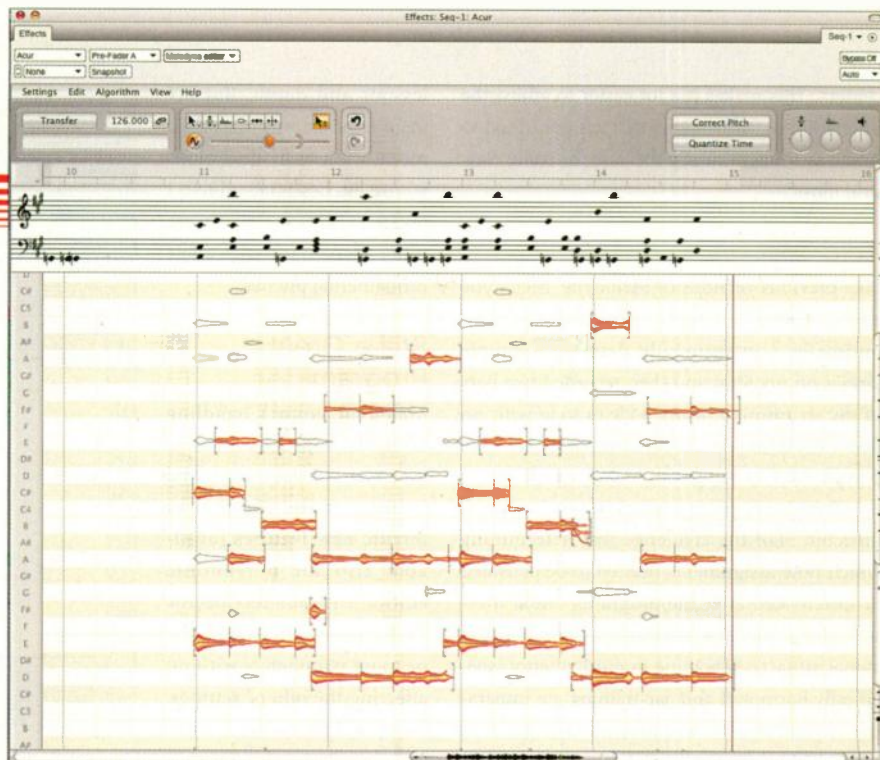 Effects: Seq-1: Acur
Effects
Seq-1
Acur
Pre-Fader A
Melodyne editor
Bypass Off
None
Snapshot
Auto
Settings Edit Algorithm View Help
Transfer
126.000
Correct Pitch
Quantize Time
10 11 12 13 14 15 16
D
C#
C5
B
A#
A
G#
G
F#
F
E
D#
D
C#
C4
B
A#
A
G#
G
F#
F
E
D#
D
C#
C3
B
A#